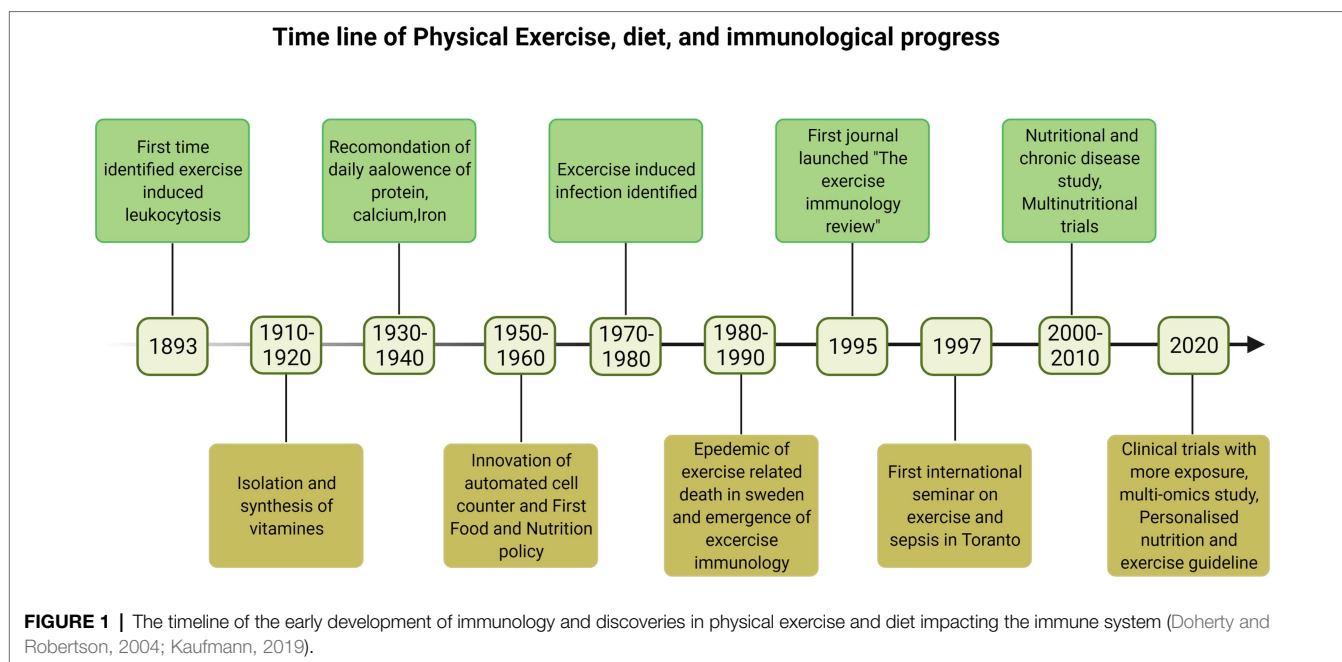 Time line of Physical Exercise, diet, and immunological progress
First time
identified exercise
induced
leukocytosis
Recomondation of
daily aalowence of
protein,
calcium,Iron
Excercise induced
infection identified
First journal
launched "The
exercise
immunology
review"
Nutritional and
chronic disease
study,
Multinutritional
trials
1893
1910-
1920
1930-
1940
1950-
1960
1970-
1980
1980-
1990
1995
1997
2000-
2010
2020
Isolation and
synthesis of
vitamines
Innovation of
automated cell
counter and First
Food and Nutrition
policy
Epedemic of
exercise related
death in sweden
and emergence of
excercise
immunology
First international
seminar on
exercise and
sepsis in Toranto
Clinical trials with
more exposure,
multi-omics study,
Personalised
nutrition and
exercise guideline
FIGURE 1 | The timeline of the early development of immunology and discoveries in physical exercise and diet impacting the immune system (Doherty and
Robertson, 2004; Kaufmann, 2019).